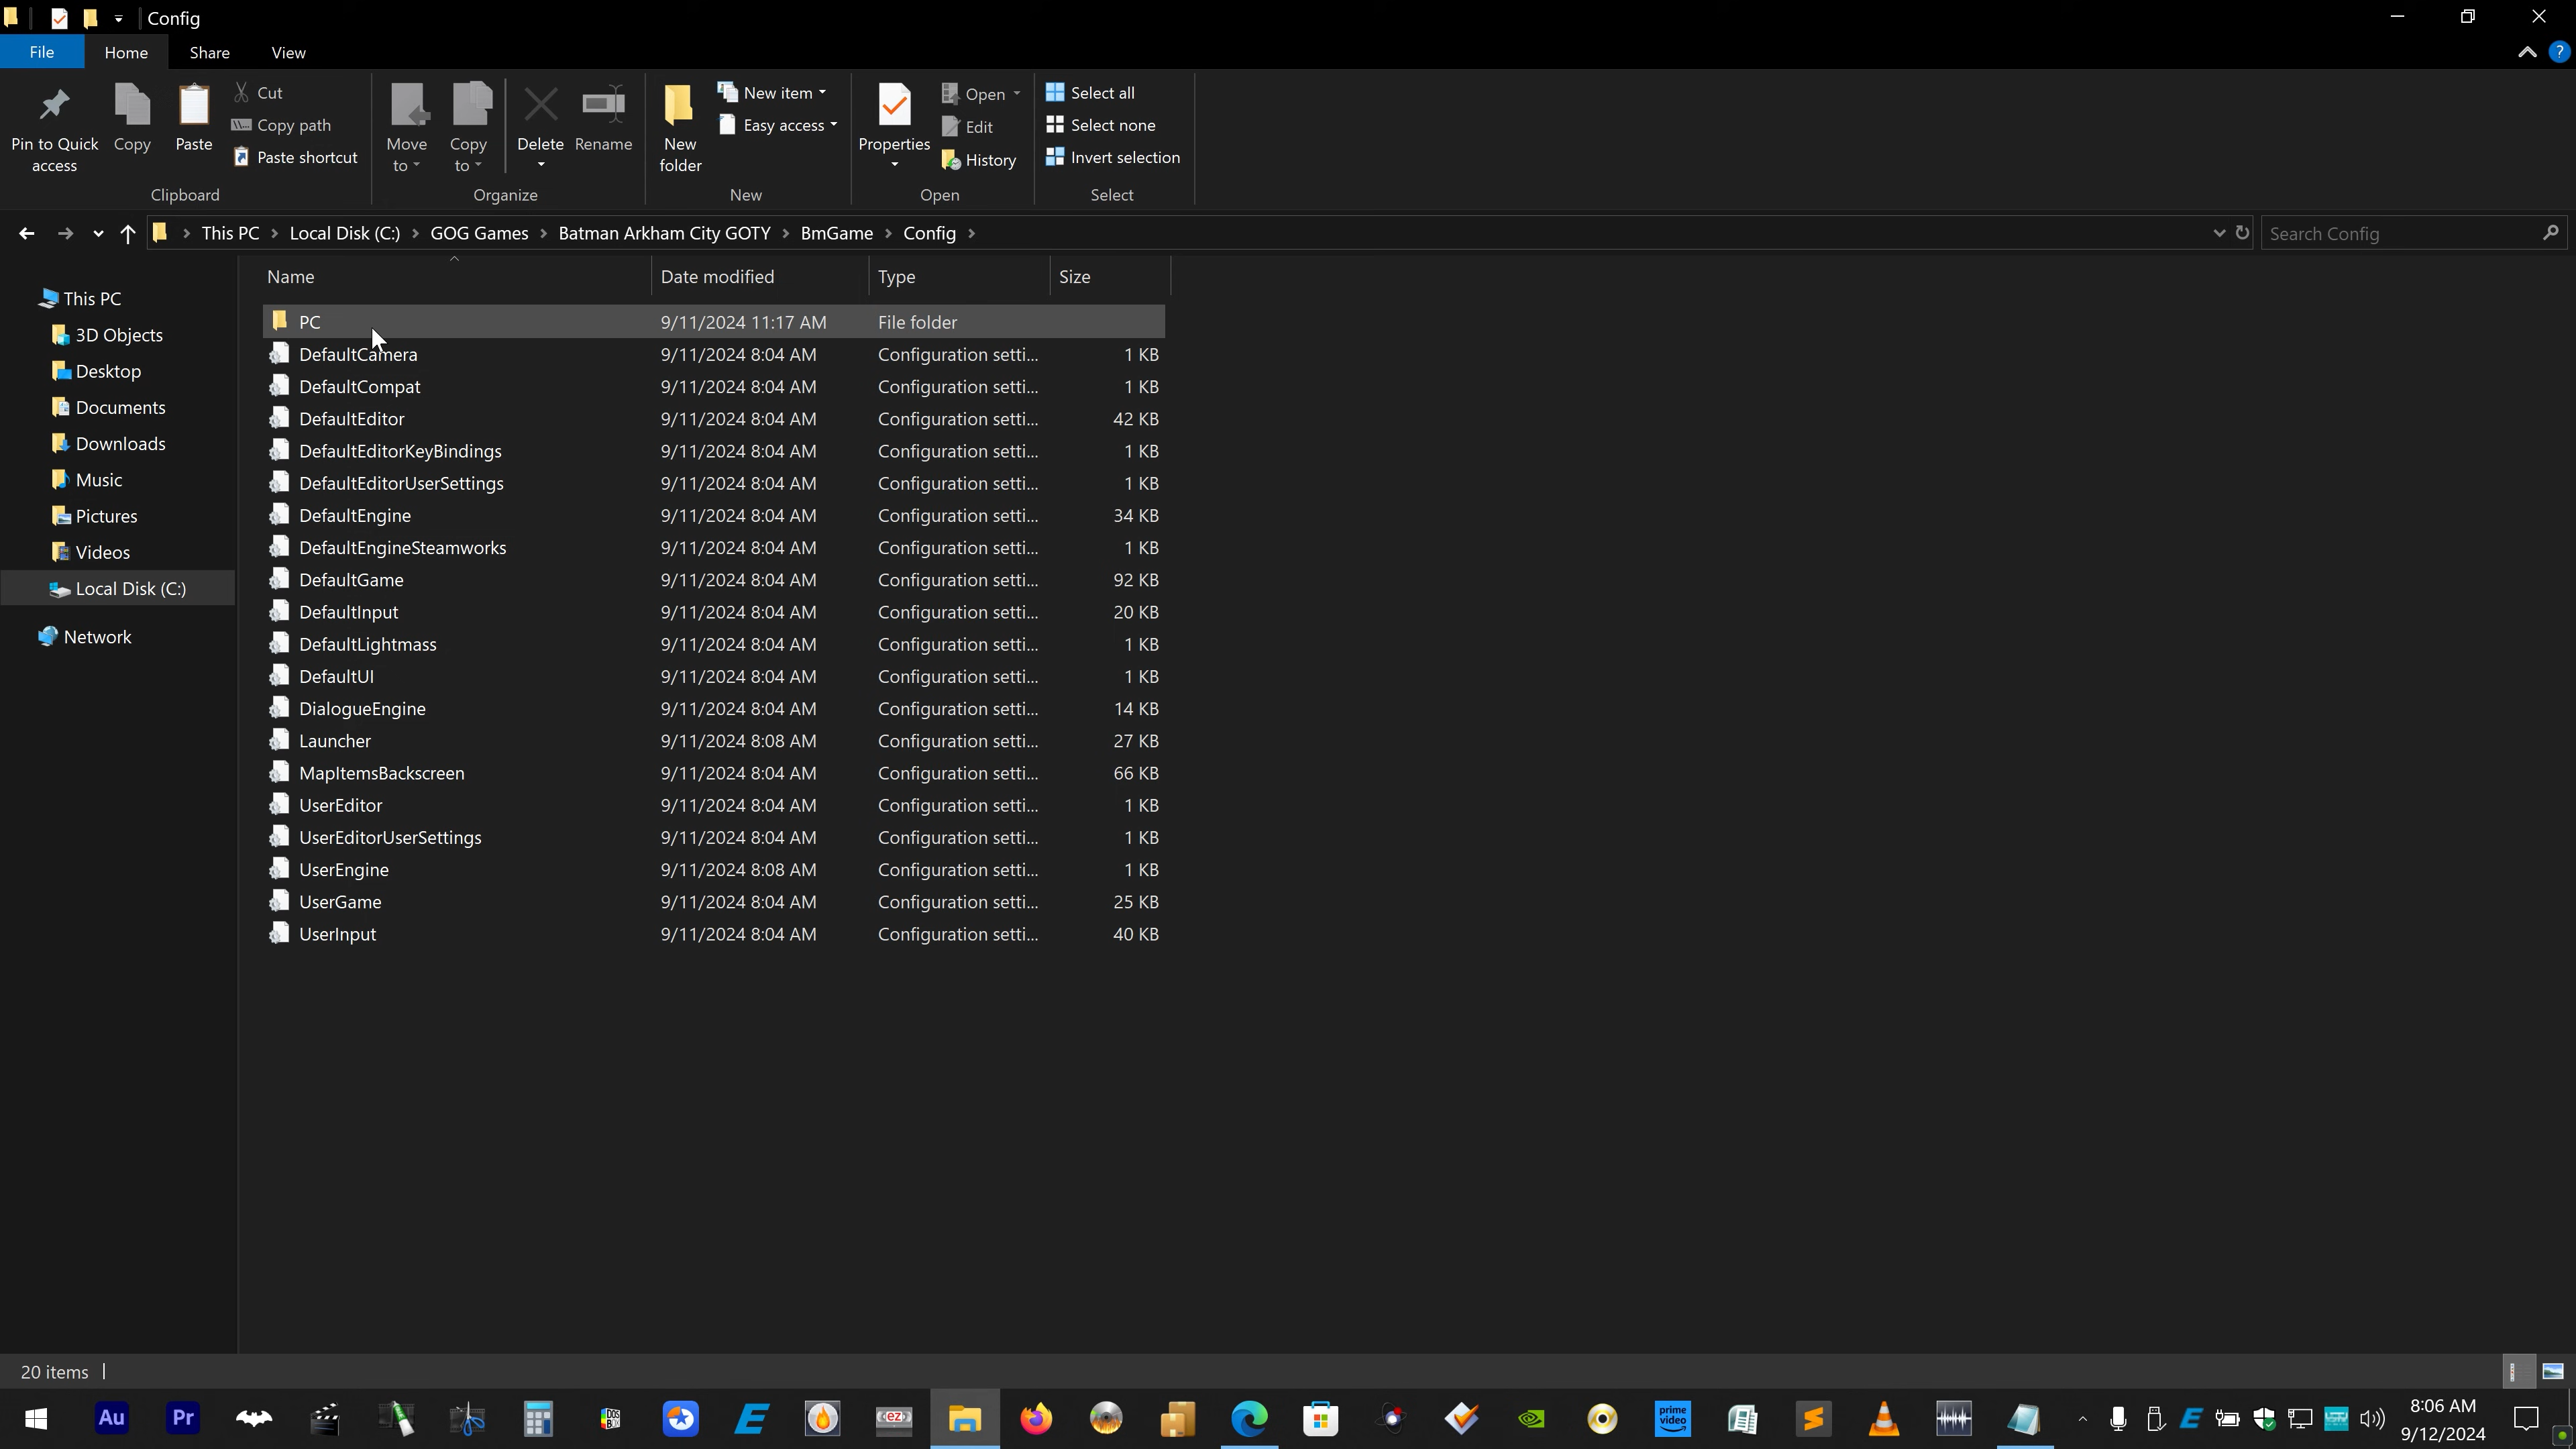 Config
File Home Share View
Pin to Quick access
Copy
Paste
Cut
Copy path
Paste shortcut
Clipboard
Move to
Copy to
Delete
Rename
Organize
New folder
New item
Easy access
New
Properties
Open
Edit
History
Open
Select all
Select none
Invert selection
Select
This PC > Local Disk (C:) > GOG Games > Batman Arkham City GOTY > BmGame > Config >
Search Config
This PC
3D Objects
Desktop
Documents
Downloads
Music
Pictures
Videos
Local Disk (C:)
Network
Name Date modified Type Size
PC 9/11/2024 11:17 AM File folder
DefaultCamera 9/11/2024 8:04 AM Configuration setti... 1 KB
DefaultCompat 9/11/2024 8:04 AM Configuration setti... 1 KB
DefaultEditor 9/11/2024 8:04 AM Configuration setti... 42 KB
DefaultEditorKeyBindings 9/11/2024 8:04 AM Configuration setti... 1 KB
DefaultEditorUserSettings 9/11/2024 8:04 AM Configuration setti... 1 KB
DefaultEngine 9/11/2024 8:04 AM Configuration setti... 34 KB
DefaultEngineSteamworks 9/11/2024 8:04 AM Configuration setti... 1 KB
DefaultGame 9/11/2024 8:04 AM Configuration setti... 92 KB
DefaultInput 9/11/2024 8:04 AM Configuration setti... 20 KB
DefaultLightmass 9/11/2024 8:04 AM Configuration setti... 1 KB
DefaultUI 9/11/2024 8:04 AM Configuration setti... 1 KB
DialogueEngine 9/11/2024 8:04 AM Configuration setti... 14 KB
Launcher 9/11/2024 8:08 AM Configuration setti... 27 KB
MapItemsBackscreen 9/11/2024 8:04 AM Configuration setti... 66 KB
UserEditor 9/11/2024 8:04 AM Configuration setti... 1 KB
UserEditorUserSettings 9/11/2024 8:04 AM Configuration setti... 1 KB
UserEngine 9/11/2024 8:08 AM Configuration setti... 1 KB
UserGame 9/11/2024 8:04 AM Configuration setti... 25 KB
UserInput 9/11/2024 8:04 AM Configuration setti... 40 KB
20 items
Au
Pr
DOS BOX
ez
prime video
8:06 AM
9/12/2024